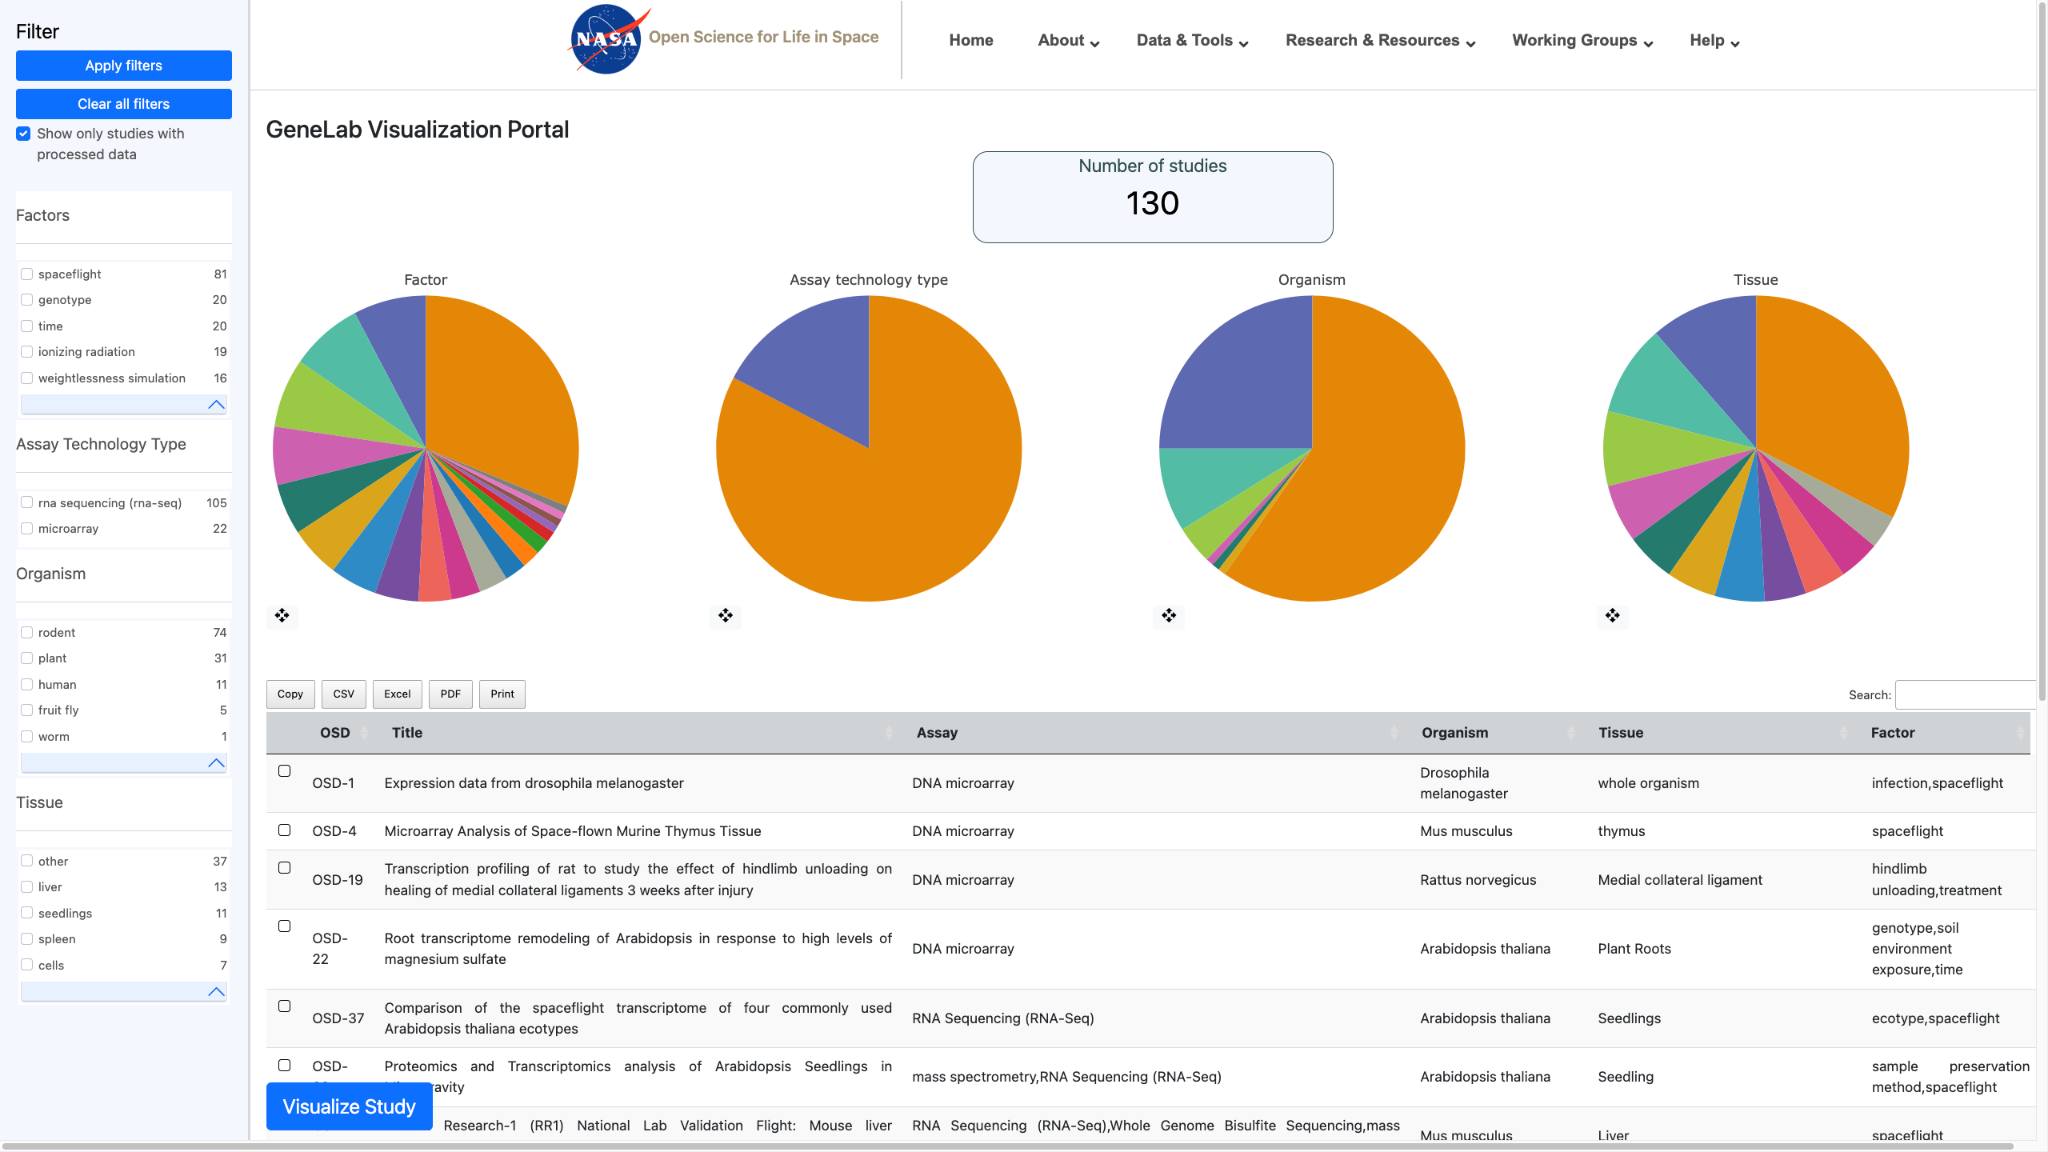 Filter
Apply filters
Clear all filters
Show only studies with
processed data
Factors
spaceflight 81
genotype 20
time 20
ionizing radiation 19
weightlessness simulation 16
Assay Technology Type
rna sequencing (rna-seq) 105
microarray 22
Organism
rodent 74
plant 31
human 11
fruit fly 5
worm 1
Tissue
other 37
liver 13
seedlings 11
spleen 9
cells 7
NASA Open Science for Life in Space
Home About Data & Tools Research & Resources Working Groups Help
GeneLab Visualization Portal
Number of studies
130
Factor Assay technology type Organism Tissue
Copy CSV Excel PDF Print Search:
OSD Title Assay Organism Tissue Factor
OSD-1 Expression data from drosophila melanogaster DNA microarray Drosophila melanogaster whole organism infection,spaceflight
OSD-4 Microarray Analysis of Space-flown Murine Thymus Tissue DNA microarray Mus musculus thymus spaceflight
OSD-19 Transcription profiling of rat to study the effect of hindlimb unloading on
healing of medial collateral ligaments 3 weeks after injury DNA microarray Rattus norvegicus Medial collateral ligament hindlimb
unloading,treatment
OSD-
22 Root transcriptome remodeling of Arabidopsis in response to high levels of
magnesium sulfate DNA microarray Arabidopsis thaliana Plant Roots genotype,soil
environment
exposure,time
OSD-37 Comparison of the spaceflight transcriptome of four commonly used
Arabidopsis thaliana ecotypes RNA Sequencing (RNA-Seq) Arabidopsis thaliana Seedlings ecotype,spaceflight
OSD- Proteomics and Transcriptomics analysis of Arabidopsis Seedlings in
mass spectrometry,RNA Sequencing (RNA-Seq) Arabidopsis thaliana Seedling sample preservation
method,spaceflight
Visualize Study
Research-1 (RR1) National Lab Validation Flight: Mouse liver RNA Sequencing (RNA-Seq),Whole Genome Bisulfite Sequencing,mass Mus musculus Liver spaceflight